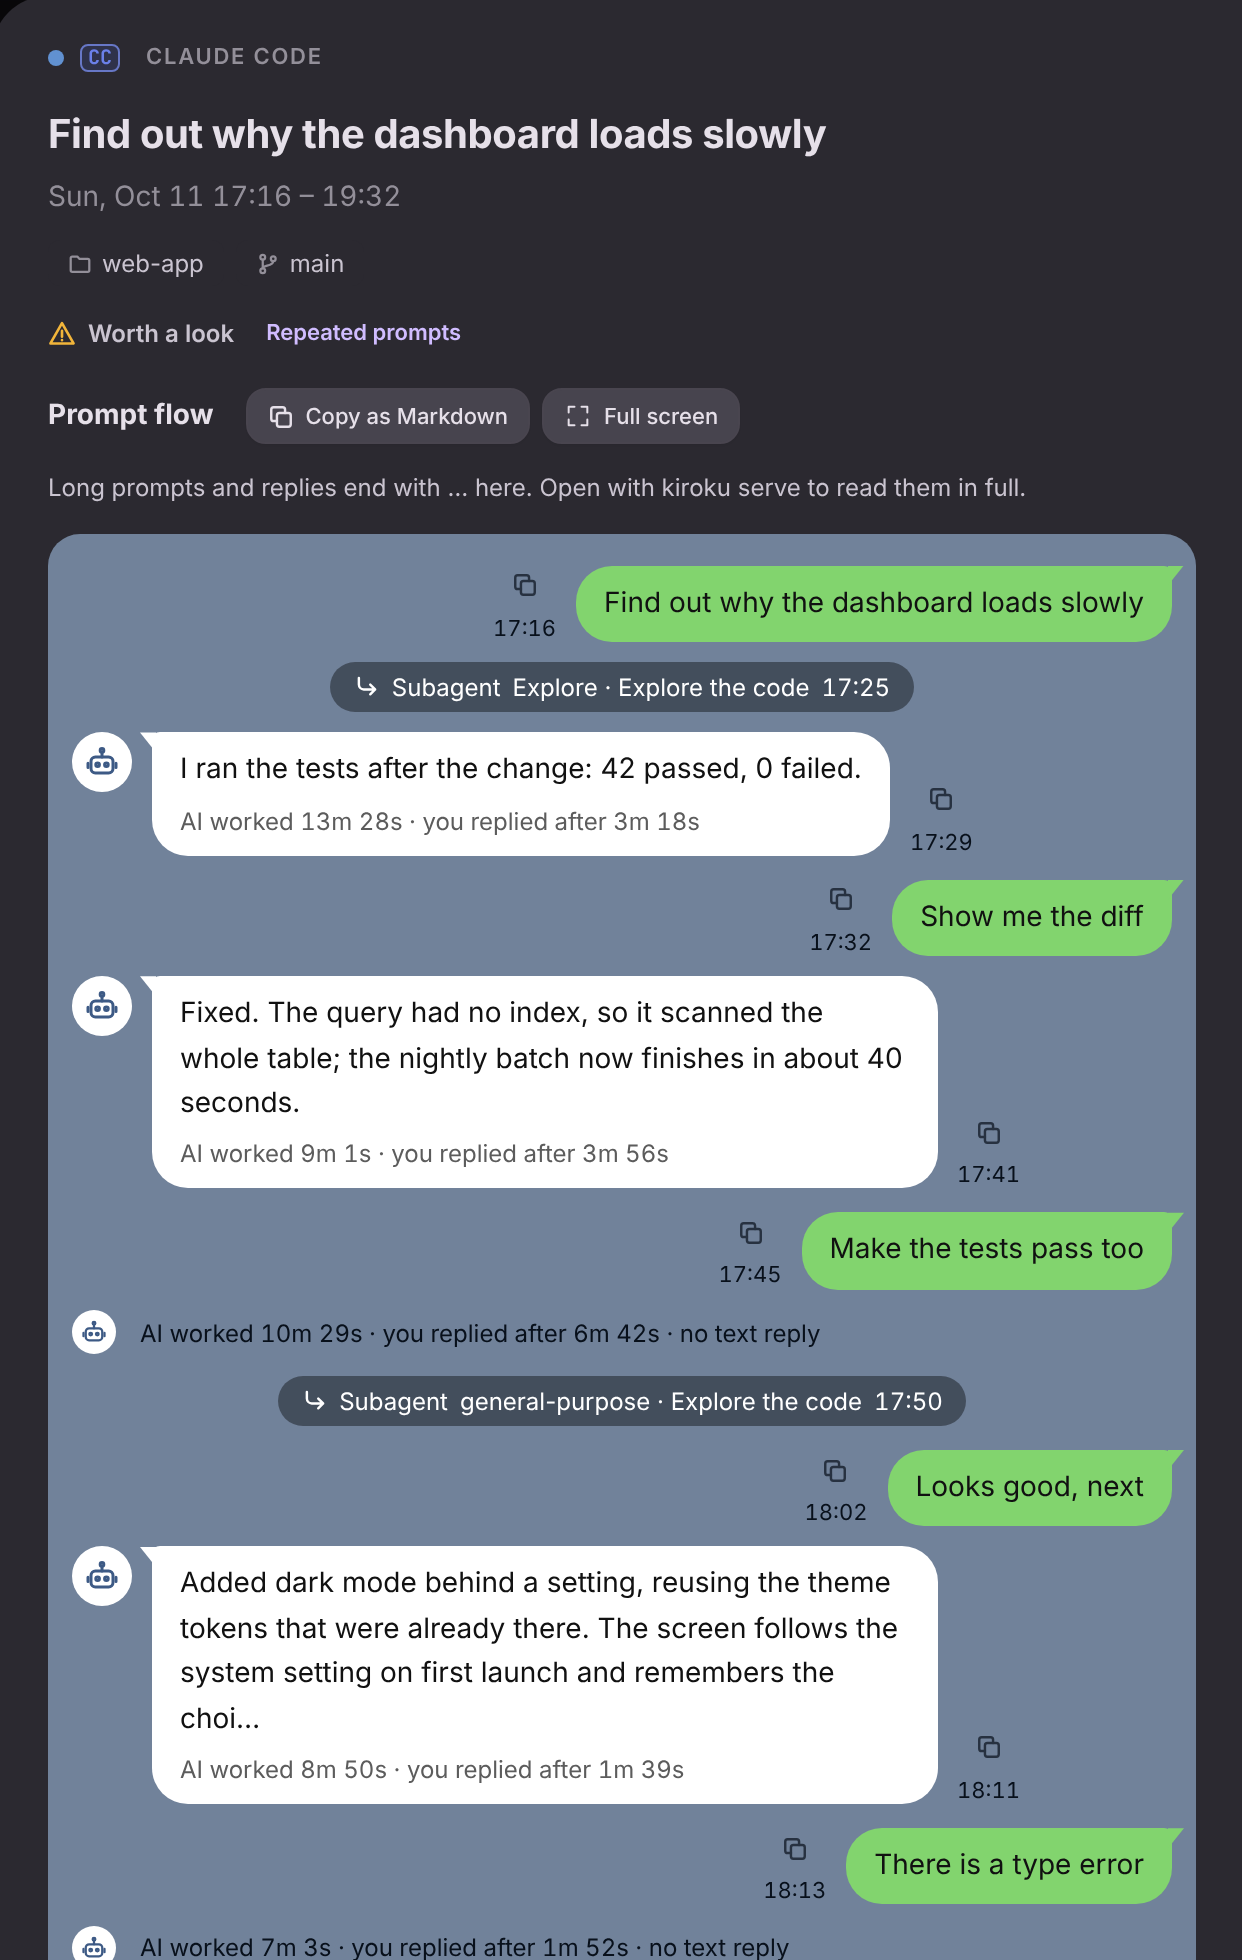 CC CLAUDE CODE
Find out why the dashboard loads slowly
Sun, Oct 11 17:16 – 19:32
web-app main
Worth a look Repeated prompts
Prompt flow Copy as Markdown Full screen
Long prompts and replies end with … here. Open with kiroku serve to read them in full.
Find out why the dashboard loads slowly
17:16
Subagent Explore · Explore the code 17:25
I ran the tests after the change: 42 passed, 0 failed.
AI worked 13m 28s · you replied after 3m 18s
17:29
Show me the diff
17:32
Fixed. The query had no index, so it scanned the
whole table; the nightly batch now finishes in about 40
seconds.
AI worked 9m 1s · you replied after 3m 56s
17:41
Make the tests pass too
17:45
AI worked 10m 29s · you replied after 6m 42s · no text reply
Subagent general-purpose · Explore the code 17:50
Looks good, next
18:02
Added dark mode behind a setting, reusing the theme
tokens that were already there. The screen follows the
system setting on first launch and remembers the
choi…
AI worked 8m 50s · you replied after 1m 39s
18:11
There is a type error
18:13
AI worked 7m 3s · you replied after 1m 52s · no text reply